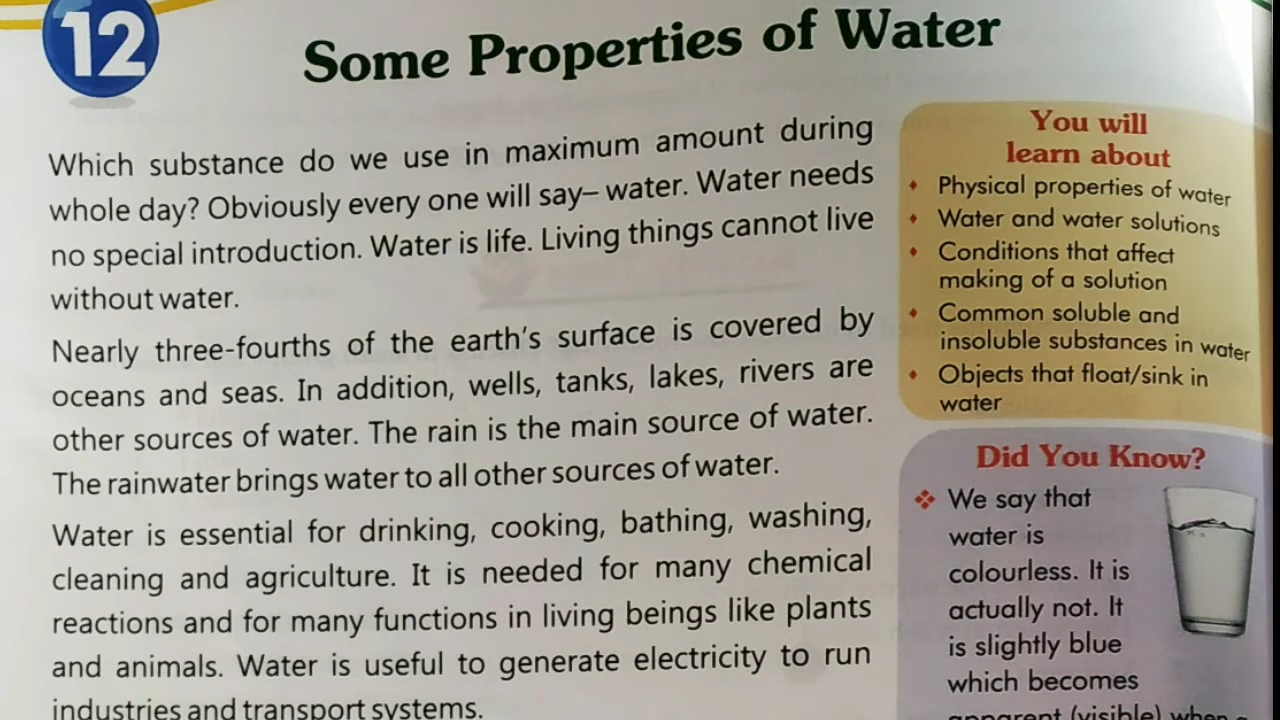 12
Some Properties of Water
Which substance do we use in maximum amount during
whole day? Obviously every one will say– water. Water needs
no special introduction. Water is life. Living things cannot live
without water.
Nearly three-fourths of the earth's surface is covered by
oceans and seas. In addition, wells, tanks, lakes, rivers are
other sources of water. The rain is the main source of water.
The rainwater brings water to all other sources of water.
Water is essential for drinking, cooking, bathing, washing,
cleaning and agriculture. It is needed for many chemical
reactions and for many functions in living beings like plants
and animals. Water is useful to generate electricity to run
industries and transport systems.
You will
learn about
♦ Physical properties of water
♦ Water and water solutions
♦ Conditions that affect
making of a solution
♦ Common soluble and
insoluble substances in water
♦ Objects that float/sink in
water
Did You Know?
❖ We say that
water is
colourless. It is
actually not. It
is slightly blue
which becomes
apparent (visible) when